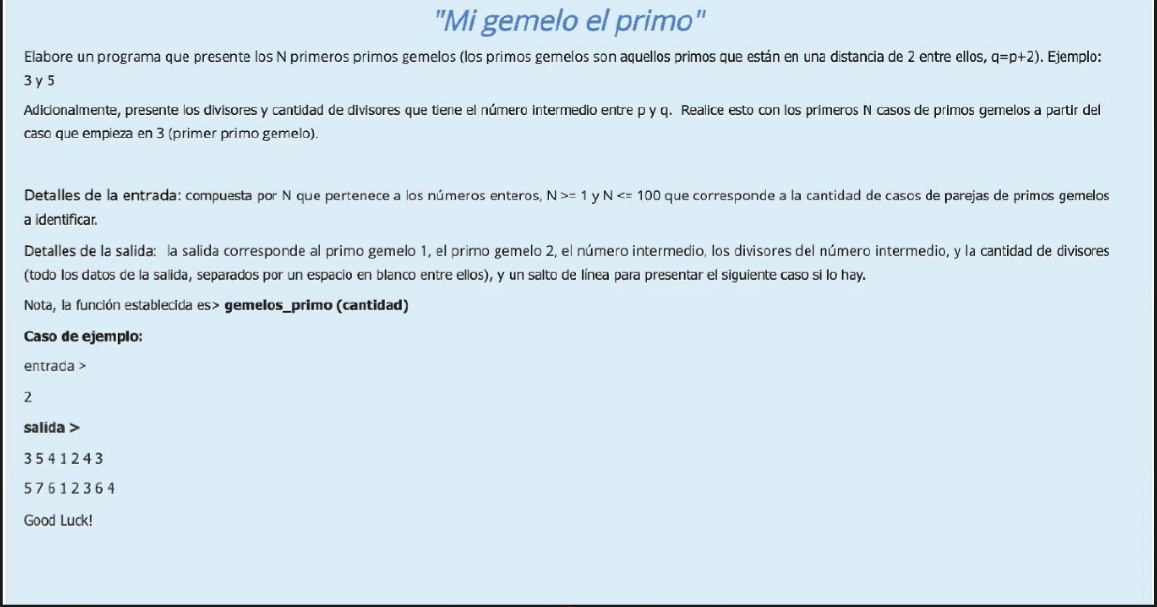 "Mi gemelo el primo"
Elabore un programa que presente los N primeros primos gemelos (los primos gemelos son aquellos primos que están en una distancia de 2 entre ellos, q=p+2). Ejemplo:
3 y 5
Adicionalmente, presente los divisores y cantidad de divisores que tiene el número intermedio entre p y q. Realice esto con los primeros N casos de primos gemelos a partir del
caso que empieza en 3 (primer primo gemelo).
Detalles de la entrada: compuesta por N que pertenece a los números enteros, N >= 1 y N <= 100 que corresponde a la cantidad de casos de parejas de primos gemelos
a identificar.
Detalles de la salida: la salida corresponde al primo gemelo 1, el primo gemelo 2, el número intermedio, los divisores del número intermedio, y la cantidad de divisores
(todo los datos de la salida, separados por un espacio en blanco entre ellos), y un salto de línea para presentar el siguiente caso si lo hay.
Nota, la función establecida es> gemelos_primo (cantidad)
Caso de ejemplo:
entrada >
2
salida >
3 5 4 1 2 4 3
5 7 6 1 2 3 6 4
Good Luck!